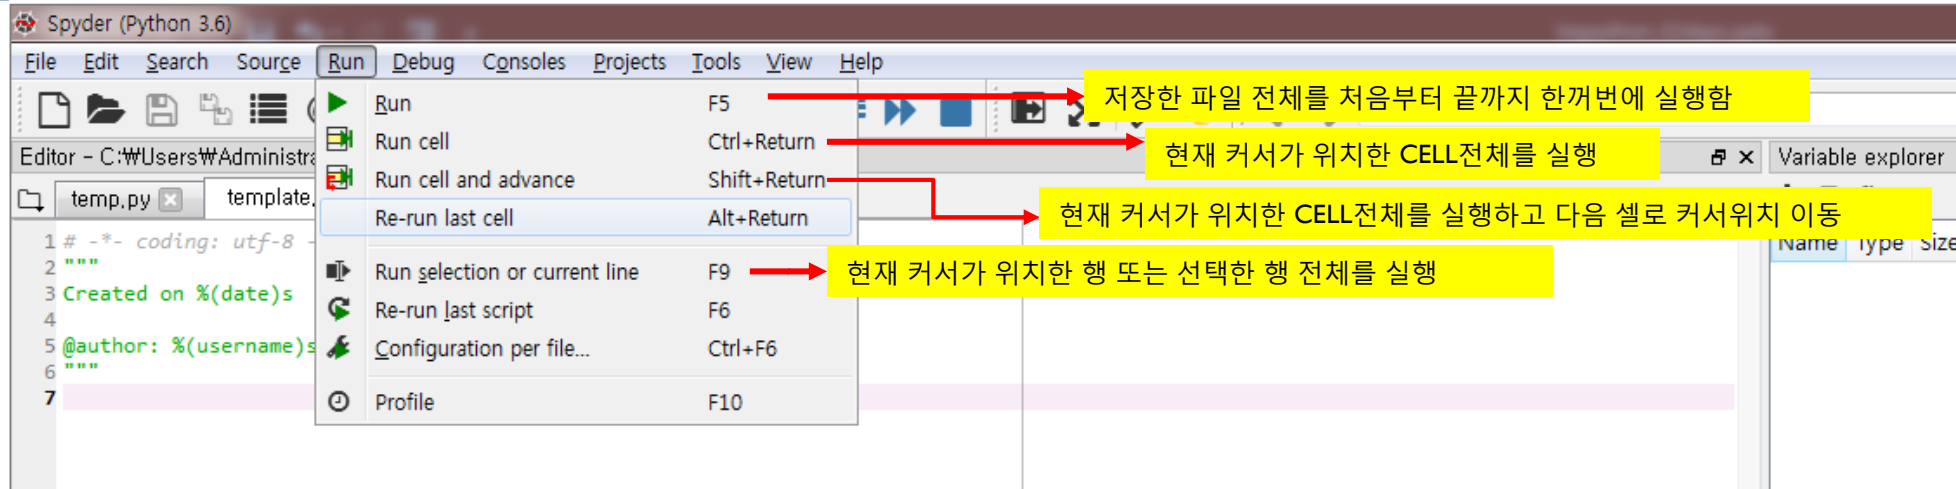 Spyder (Python 3.6)
File Edit Search Source Run Debug Consoles Projects Tools View Help
Run F5
저장한 파일 전체를 처음부터 끝까지 한꺼번에 실행함
Run cell Ctrl+Return
현재 커서가 위치한 CELL전체를 실행
Editor - C:₩Users₩Administra
Variable explorer
Run cell and advance Shift+Return
현재 커서가 위치한 CELL전체를 실행하고 다음 셀로 커서위치 이동
temp.py template.
Re-run last cell Alt+Return
Name Type Size
1 # -*- coding: utf-8 -
2 """
Run selection or current line F9
현재 커서가 위치한 행 또는 선택한 행 전체를 실행
3 Created on %(date)s
Re-run last script F6
4
5 @author: %(username)s
Configuration per file... Ctrl+F6
6 """
7
Profile F10